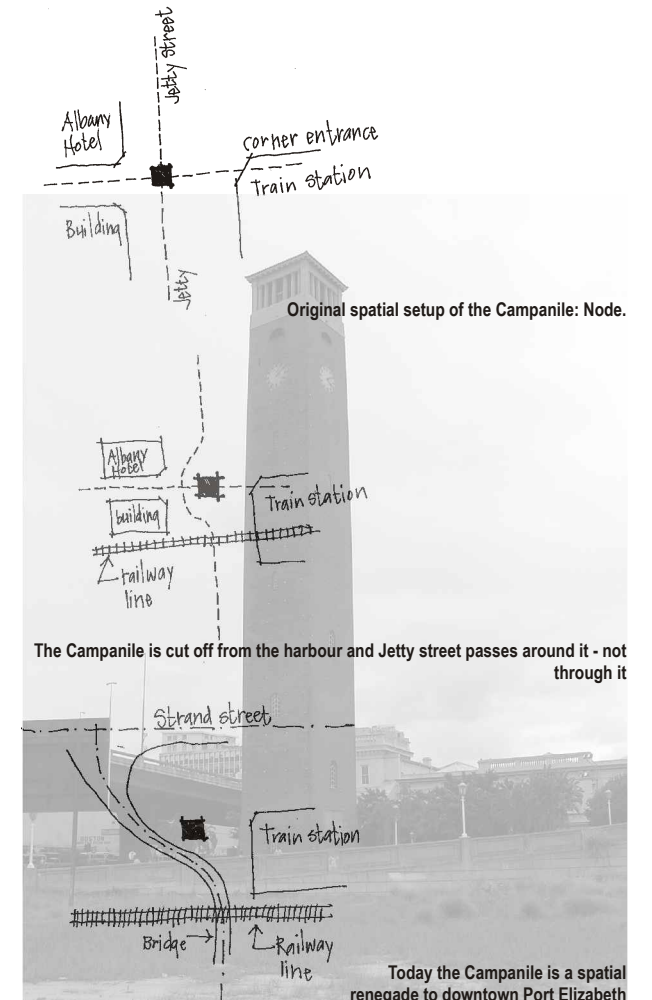 Jetty street
Albany
Hotel
corner entrance
Train station
Building
Jetty
Original spatial setup of the Campanile: Node.
Albany
Hotel
building
Train station
railway
line
The Campanile is cut off from the harbour and Jetty street passes around it - not
through it
Strand street
Train station
Bridge
Railway
line
Today the Campanile is a spatial
renegade to downtown Port Elizabeth